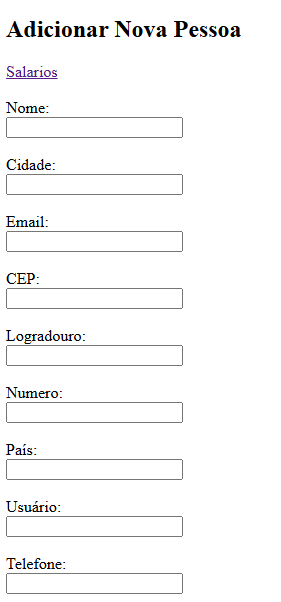 Adicionar Nova Pessoa
Salarios
Nome:
Cidade:
Email:
CEP:
Logradouro:
Numero:
País:
Usuário:
Telefone: